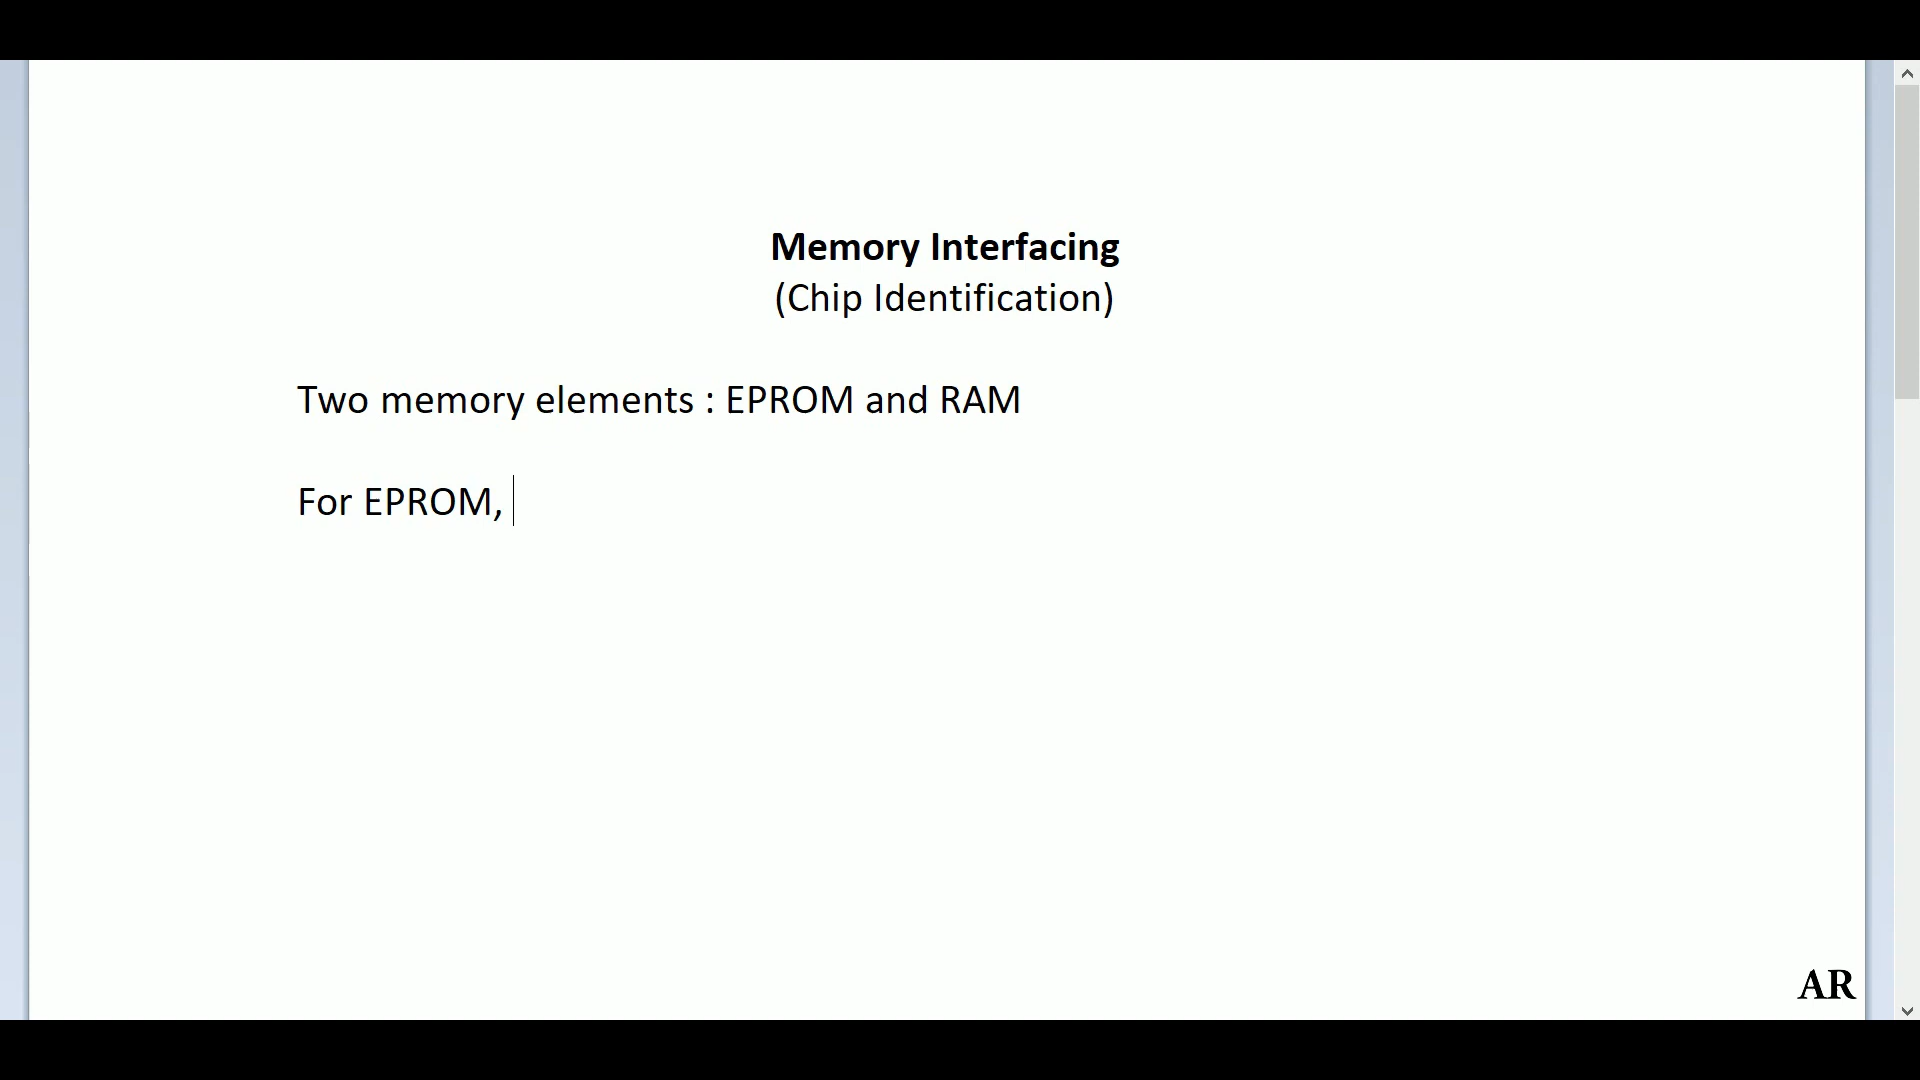 Memory Interfacing
(Chip Identification)
Two memory elements : EPROM and RAM
For EPROM,
AR